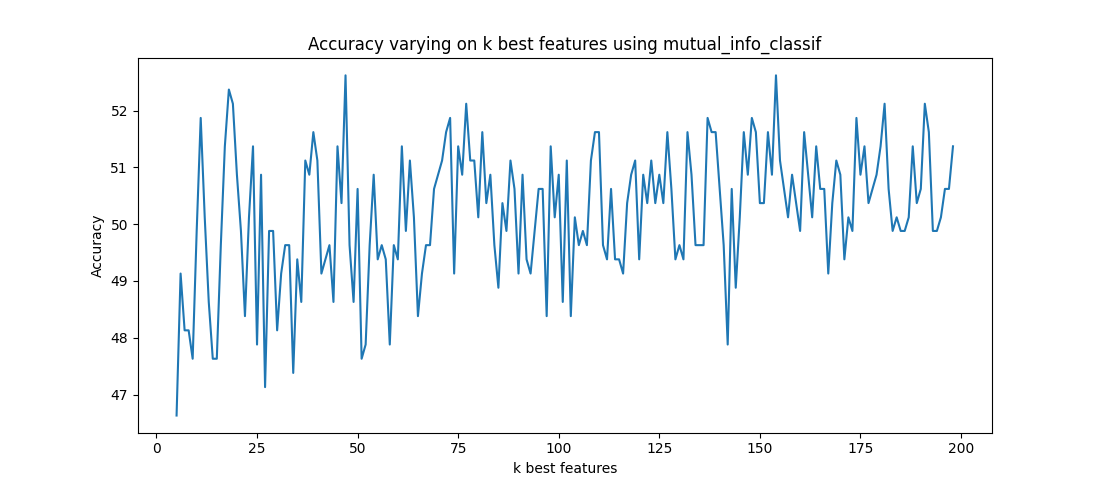 Accuracy varying on k best features using mutual_info_classif
52
51
50
49
48
47
Accuracy
0 25 50 75 100 125 150 175 200
k best features